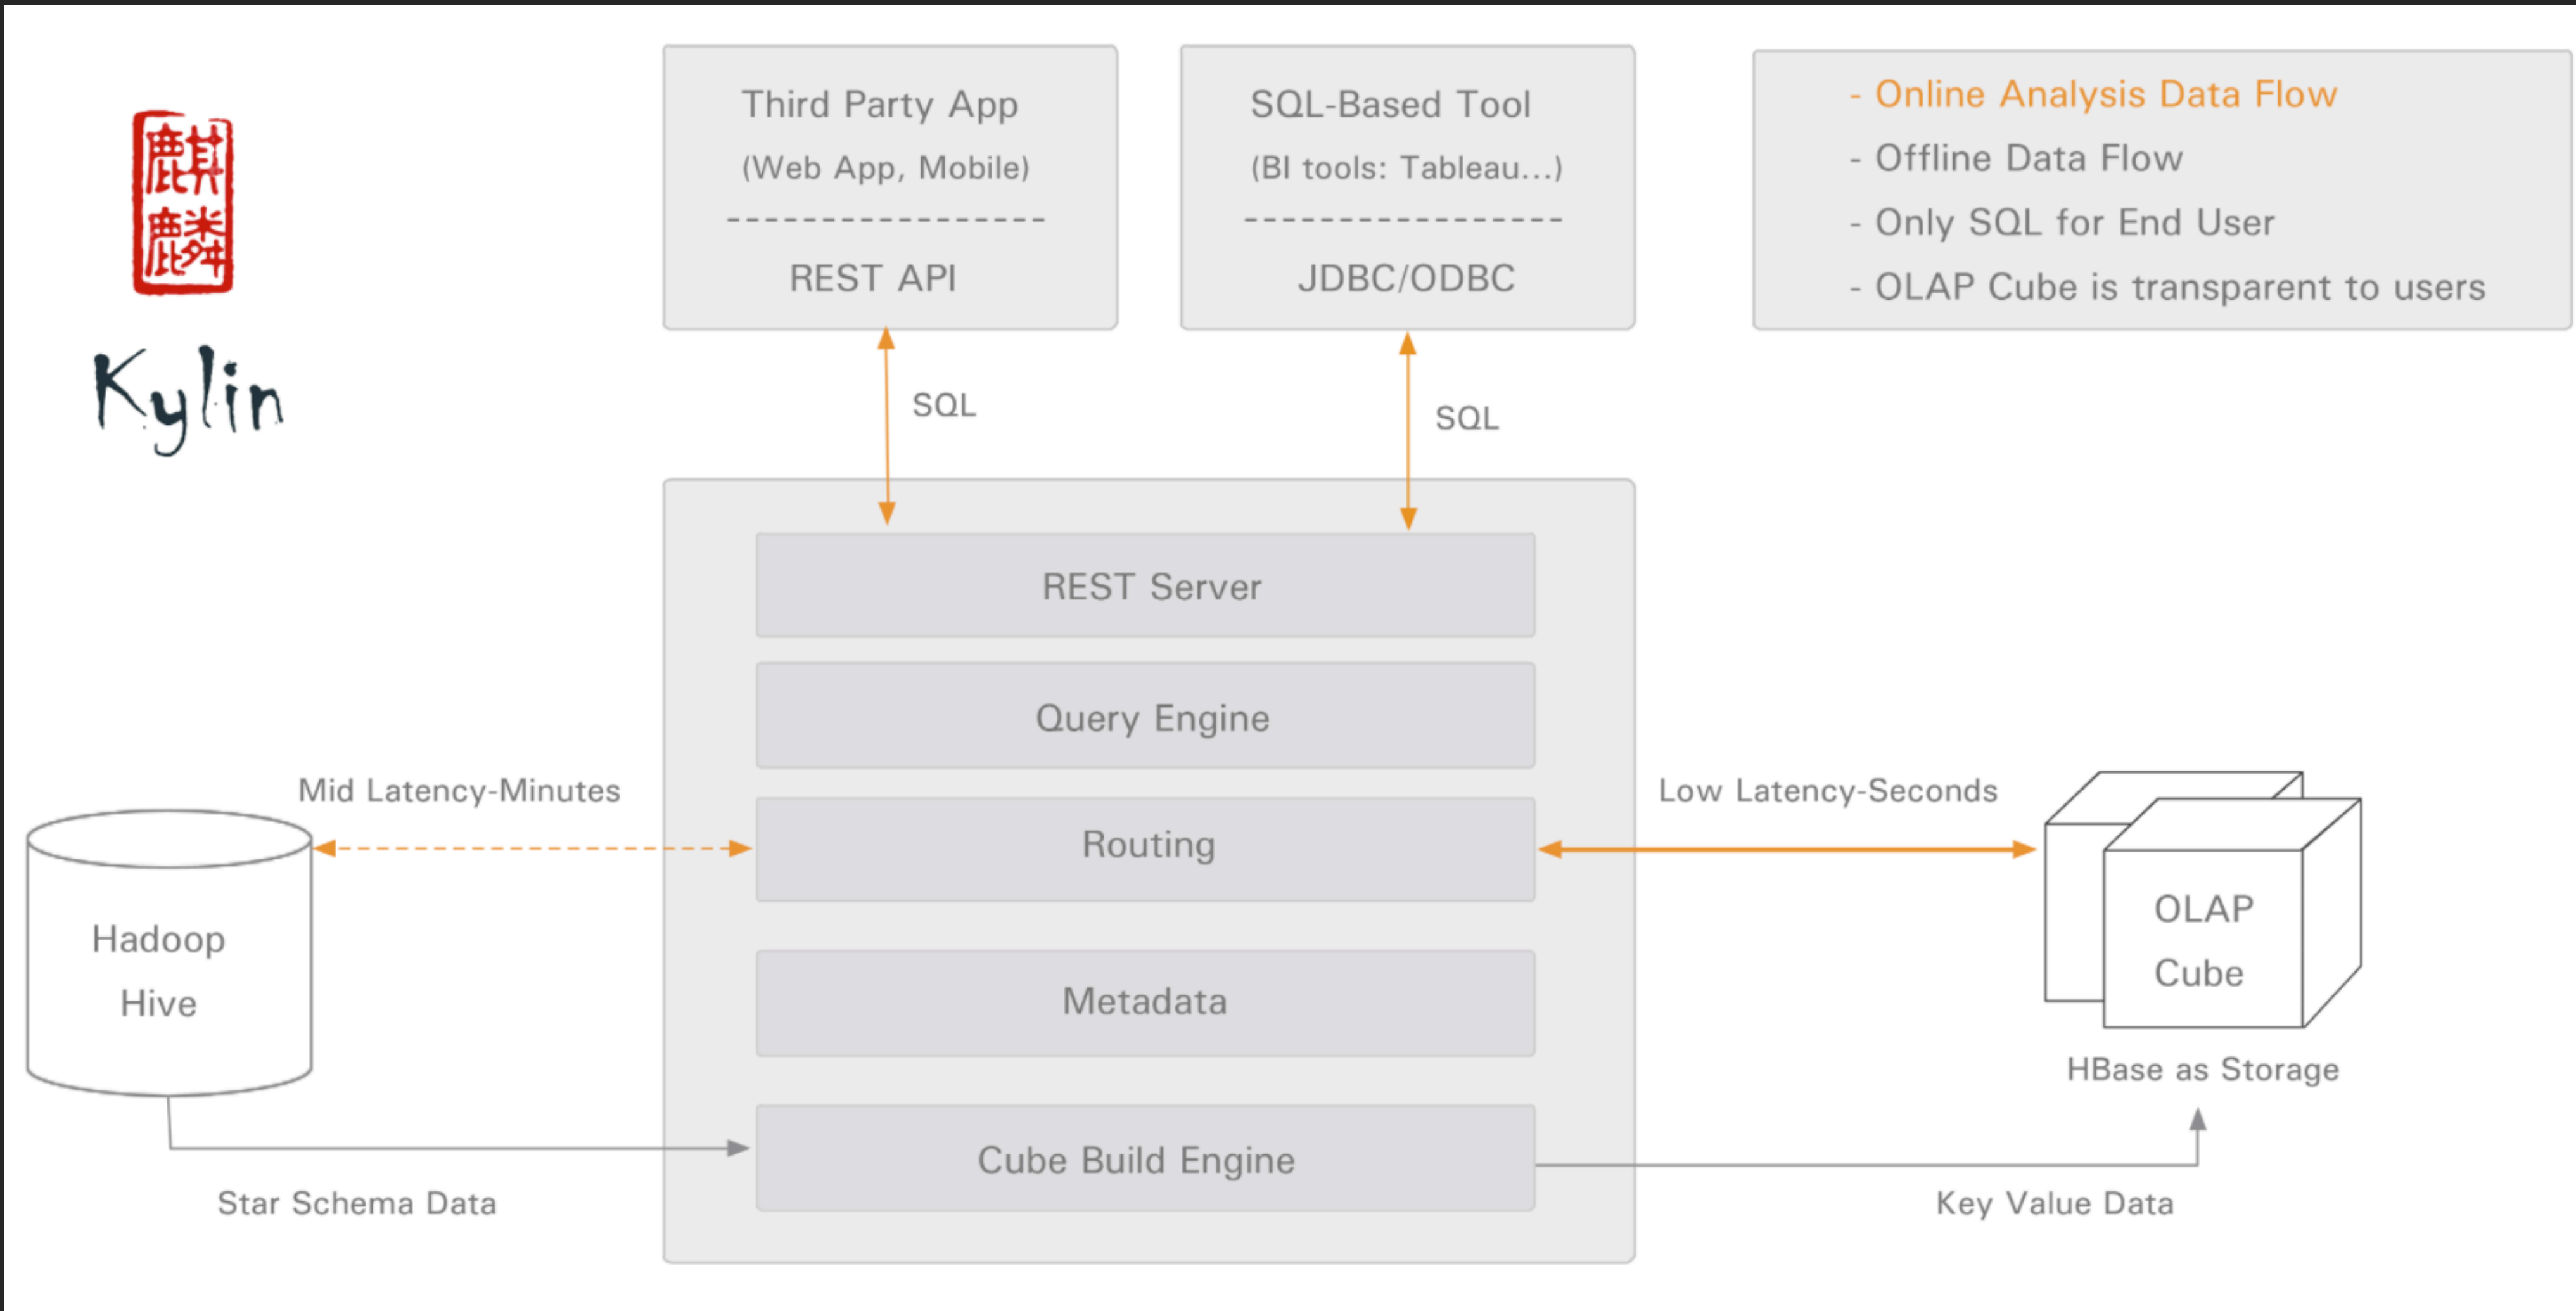 麒
麟
Kylin
Third Party App
(Web App, Mobile)
REST API
SQL-Based Tool
(BI tools: Tableau...)
JDBC/ODBC
- Online Analysis Data Flow
- Offline Data Flow
- Only SQL for End User
- OLAP Cube is transparent to users
SQL
SQL
REST Server
Query Engine
Mid Latency-Minutes
Routing
Low Latency-Seconds
Hadoop
Hive
OLAP
Cube
Metadata
HBase as Storage
Cube Build Engine
Star Schema Data
Key Value Data